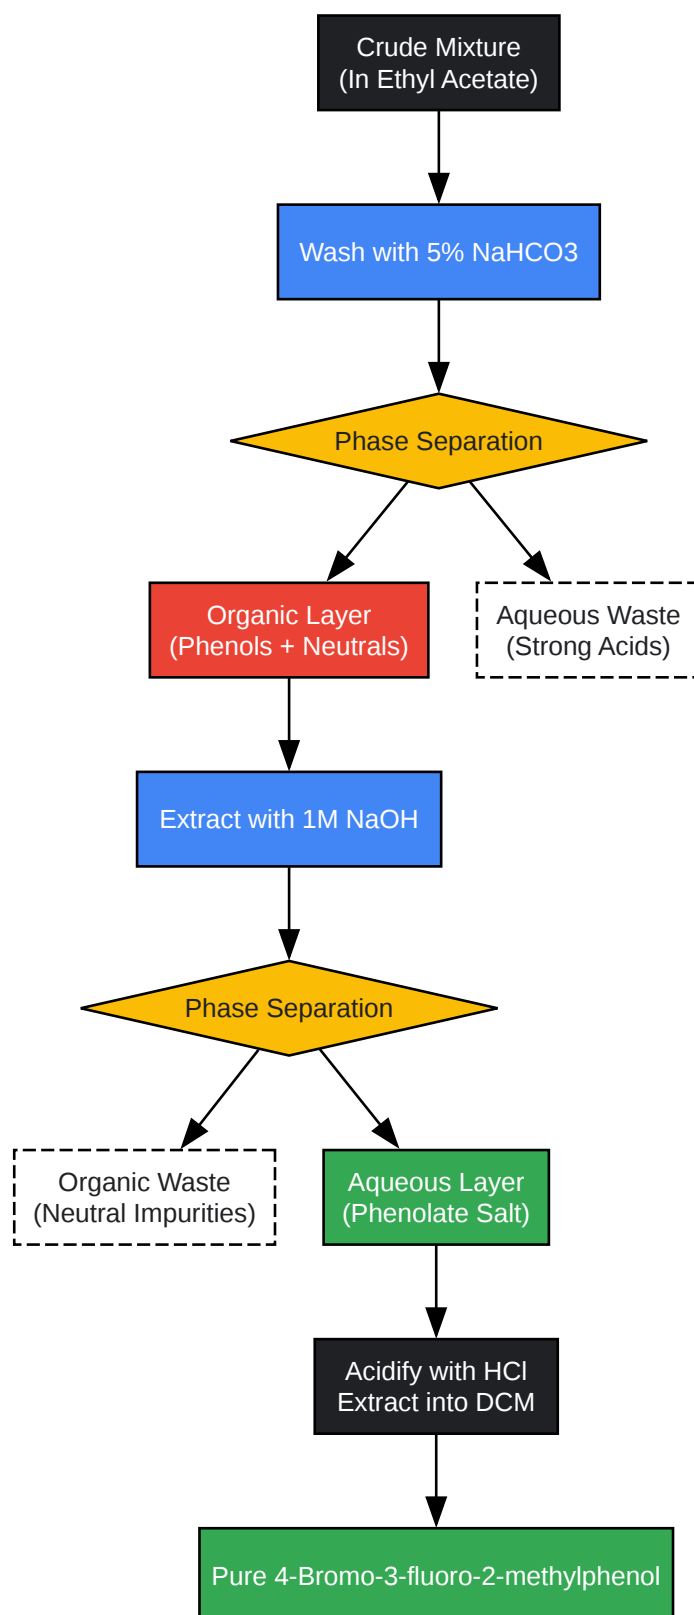 Crude Mixture
(In Ethyl Acetate)
Wash with 5% NaHCO3
Phase Separation
Organic Layer
(Phenols + Neutrals)
Aqueous Waste
(Strong Acids)
Extract with 1M NaOH
Phase Separation
Organic Waste
(Neutral Impurities)
Aqueous Layer
(Phenolate Salt)
Acidify with HCl
Extract into DCM
Pure 4-Bromo-3-fluoro-2-methylphenol